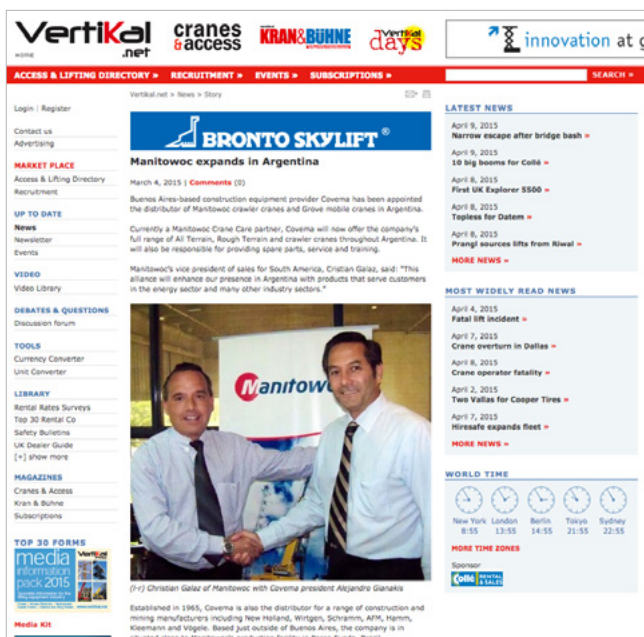 Vertikal
.net
HOME
cranes
& access
KRAN & BÜHNE
Vertikal
days
innovation at g
ACCESS & LIFTING DIRECTORY »
RECRUITMENT »
EVENTS »
SUBSCRIPTIONS »
SEARCH »
Login | Register
Contact us
Advertising
MARKET PLACE
Access & Lifting Directory
Recruitment
UP TO DATE
News
Newsletter
Events
VIDEO
Video Library
DEBATES & QUESTIONS
Discussion forum
TOOLS
Currency Converter
Unit Converter
LIBRARY
Rental Rates Surveys
Top 30 Rental Co
Safety Bulletins
UK Dealer Guide
[+] show more
MAGAZINES
Cranes & Access
Kran & Bühne
Subscriptions
TOP 30 FORMS
media
information
pack 2015
Vertikal
Media Kit
Vertikal.net > News > Story
BRONTO SKYLIFT ®
Manitowoc expands in Argentina
March 4, 2015 | Comments (0)
Buenos Aires-based construction equipment provider Covema has been appointed
the distributor of Manitowoc crawler cranes and Grove mobile cranes in Argentina.
Currently a Manitowoc Crane Care partner, Covema will now offer the company's
full range of All Terrain, Rough Terrain and crawler cranes throughout Argentina. It
will also be responsible for providing spare parts, service and training.
Manitowoc's vice president of sales for South America, Cristian Galaz, said: "This
alliance will enhance our presence in Argentina with products that serve customers
in the energy sector and many other industry sectors."
Manitowoc
(l-r) Christian Galaz of Manitowoc with Covema president Alejandro Gianakis
Established in 1965, Covema is also the distributor for a range of construction and
mining manufacturers including New Holland, Wirtgen, Schramm, AFM, Hamm,
Kleemann and Vögele. Based just outside of Buenos Aires, the company is in
LATEST NEWS
April 9, 2015
Narrow escape after bridge bash »
April 9, 2015
10 big booms for Collé »
April 8, 2015
First UK Explorer 5500 »
April 8, 2015
Topless for Datem »
April 8, 2015
Prangl sources lifts from Riwal »
MORE NEWS »
MOST WIDELY READ NEWS
April 4, 2015
Fatal lift incident »
April 7, 2015
Crane overturn in Dallas »
April 8, 2015
Crane operator fatality »
April 2, 2015
Two Vallas for Cooper Tires »
April 7, 2015
Hiresafe expands fleet »
MORE NEWS »
WORLD TIME
New York London Berlin Tokyo Sydney
8:55 13:55 14:55 21:55 22:55
MORE TIME ZONES
Sponsor
Collé RENTAL
& SALES